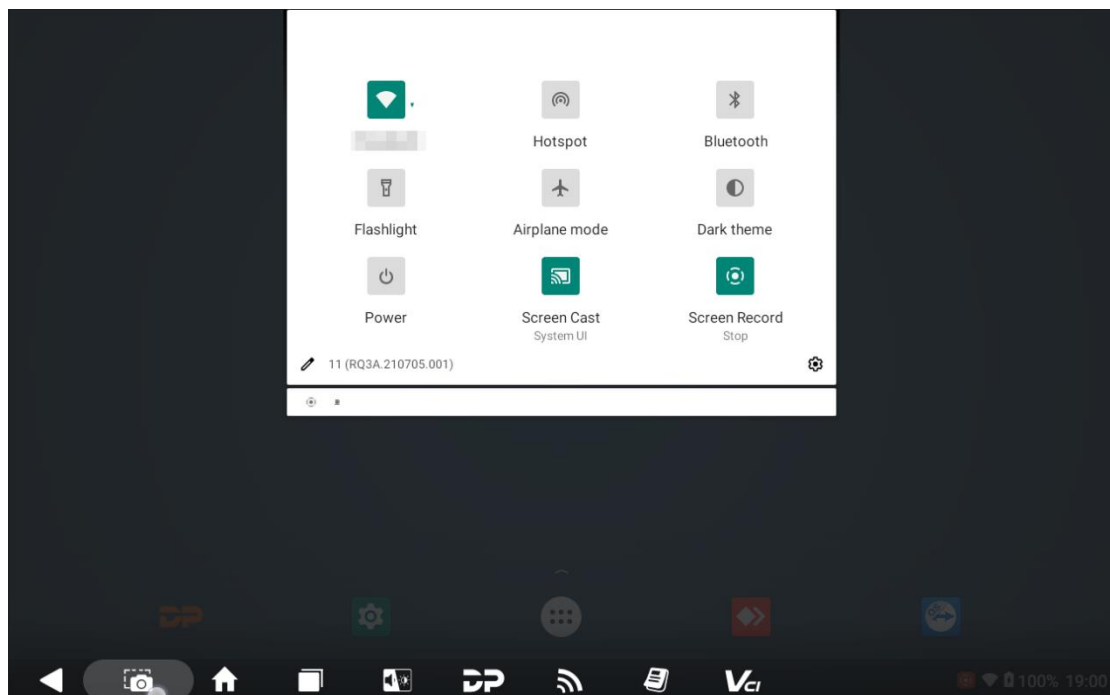 Hotspot
Bluetooth
Flashlight
Airplane mode
Dark theme
Power
Screen Cast
System UI
Screen Record
Stop
11 (RQ3A.210705.001)
DP
DP
VCI
100% 19:00